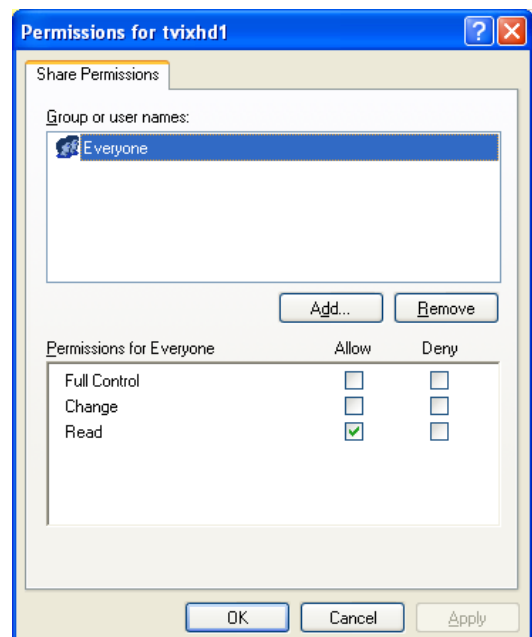 Permissions for tvixhd1
Share Permissions
Group or user names:
Everyone
Add... Remove
Permissions for Everyone Allow Deny
Full Control
Change
Read
OK Cancel Apply